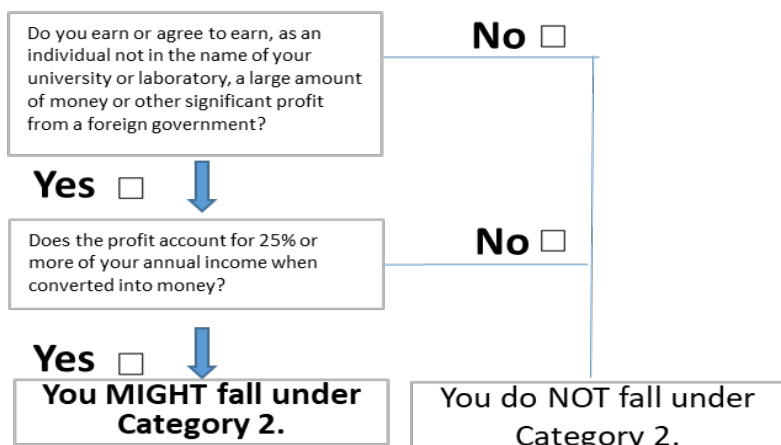 Do you earn or agree to earn, as an
individual not in the name of your
university or laboratory, a large amount
of money or other significant profit
from a foreign government?
No □
Yes □
Does the profit account for 25% or
more of your annual income when
converted into money?
No □
Yes □
You MIGHT fall under
Category 2.
You do NOT fall under
Category 2.